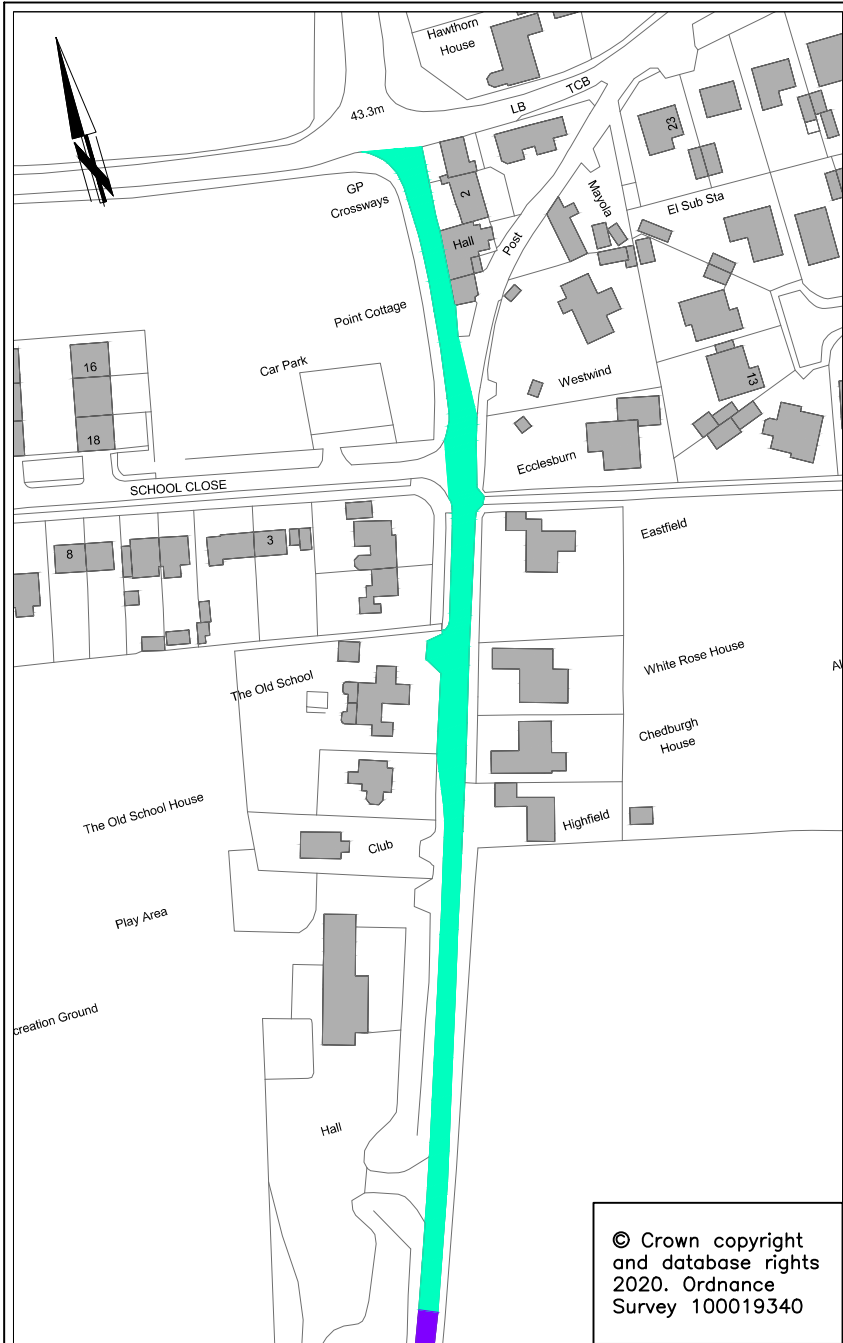 Hawthorn
House
TCB
LB
43.3m
23
GP
Crossways
2
Mayola
El Sub Sta
Hall
Post
Point Cottage
Car Park
16
Westwind
13
18
Ecclesburn
SCHOOL CLOSE
Eastfield
8
3
White Rose House
Al
The Old School
Chedburgh
House
The Old School House
Highfield
Club
Play Area
creation Ground
Hall
© Crown copyright
and database rights
2020. Ordnance
Survey 100019340